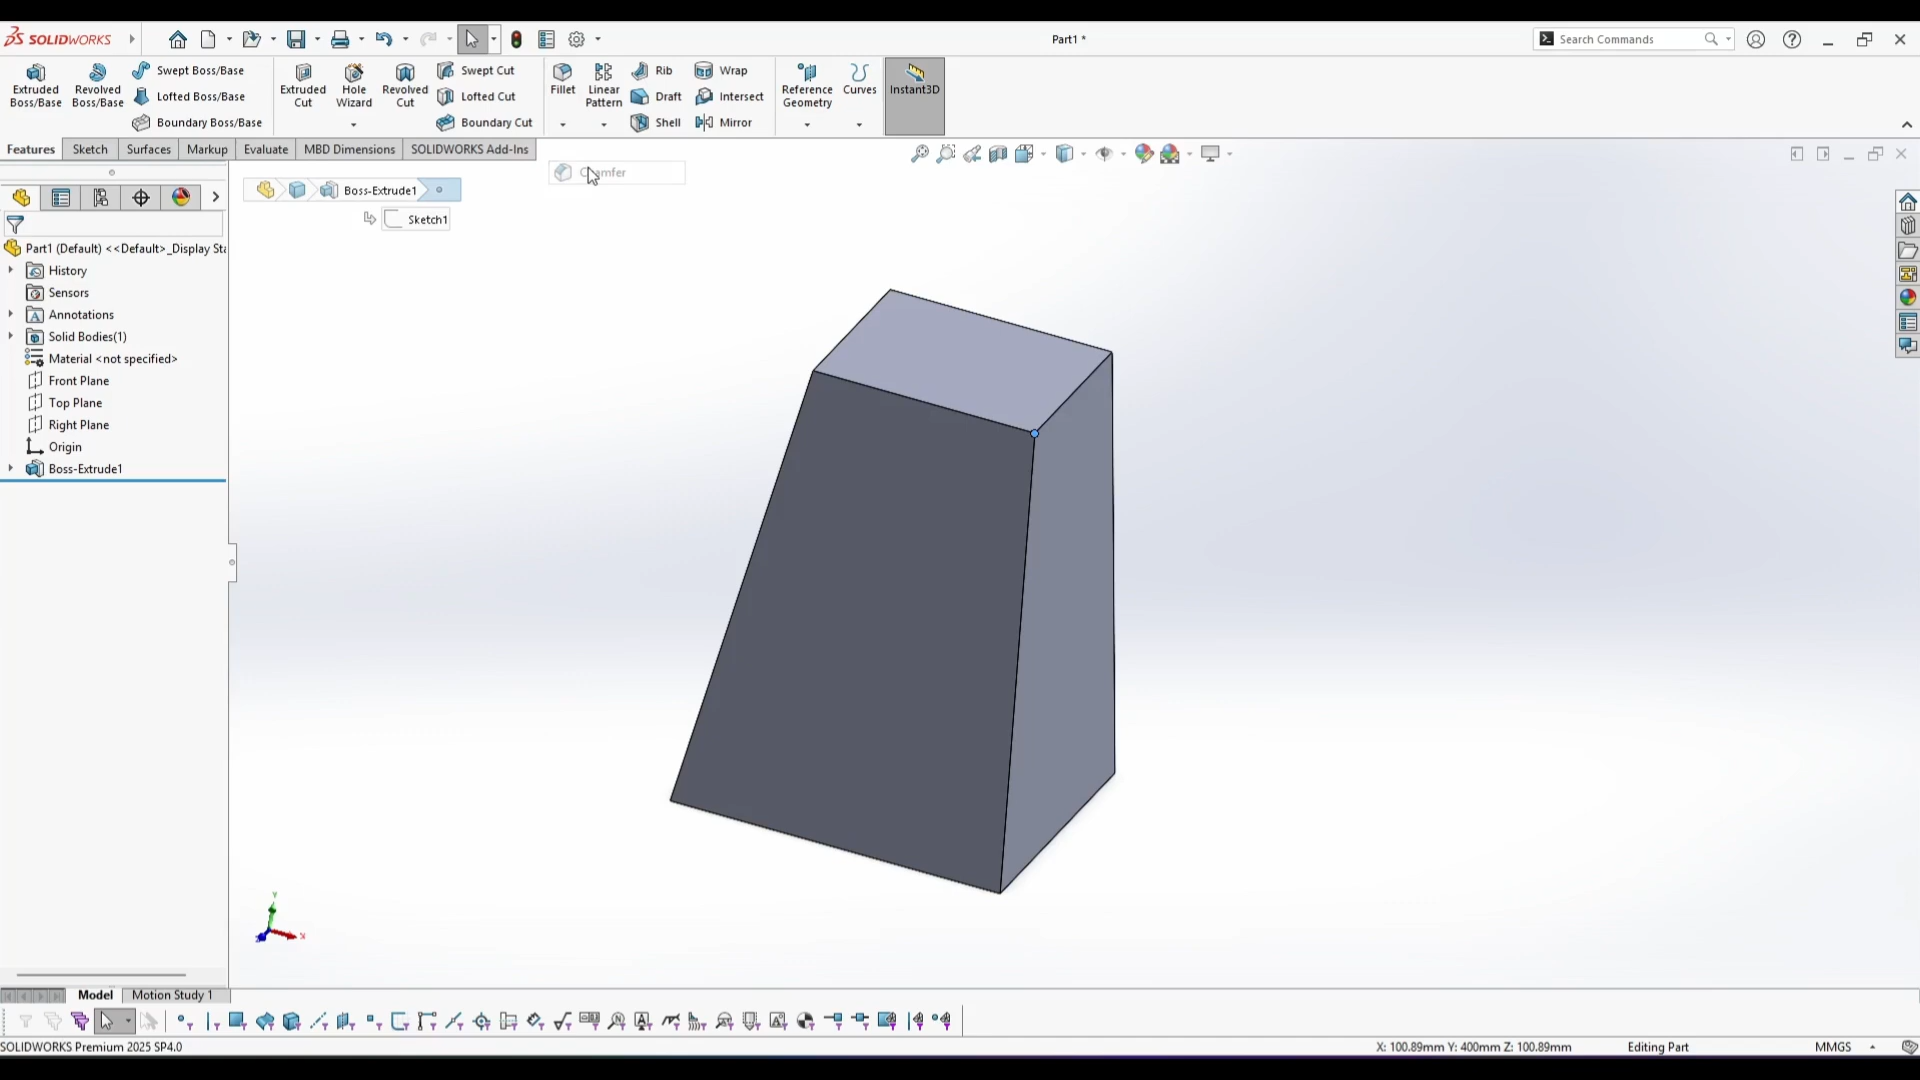 SOLIDWORKS
Part1 *
Search Commands
Extruded Boss/Base
Revolved Boss/Base
Swept Boss/Base
Lofted Boss/Base
Boundary Boss/Base
Extruded Cut
Hole Wizard
Revolved Cut
Swept Cut
Lofted Cut
Boundary Cut
Fillet
Linear Pattern
Rib
Draft
Shell
Wrap
Intersect
Mirror
Reference Geometry
Curves
Instant3D
Features
Sketch
Surfaces
Markup
Evaluate
MBD Dimensions
SOLIDWORKS Add-Ins
Boss-Extrude1
Sketch1
Part1 (Default) <<Default>_Display Sta
History
Sensors
Annotations
Solid Bodies(1)
Material <not specified>
Front Plane
Top Plane
Right Plane
Origin
Boss-Extrude1
Y
X
Model
Motion Study 1
SOLIDWORKS Premium 2025 SP4.0
X: 100.89mm Y: 400mm Z: 100.89mm
Editing Part
MMGS